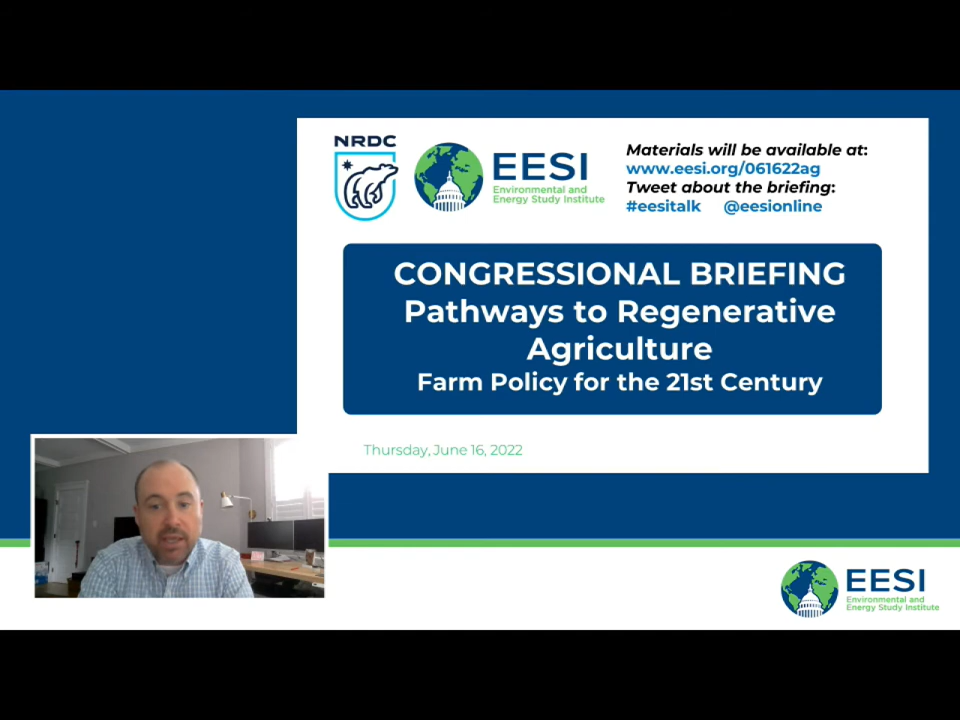 NRDC
EESI
Environmental and
Energy Study Institute
Materials will be available at:
www.eesi.org/061622ag
Tweet about the briefing:
#eesitalk @eesionline
CONGRESSIONAL BRIEFING
Pathways to Regenerative
Agriculture
Farm Policy for the 21st Century
Thursday, June 16, 2022
EESI
Environmental and
Energy Study Institute